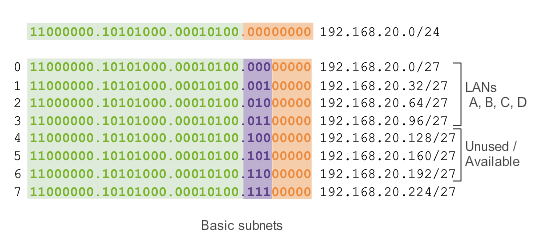 11000000.10101000.00010100.00000000 192.168.20.0/24
0 11000000.10101000.00010100.00000000 192.168.20.0/27
1 11000000.10101000.00010100.00100000 192.168.20.32/27
2 11000000.10101000.00010100.01000000 192.168.20.64/27
3 11000000.10101000.00010100.01100000 192.168.20.96/27
LANs
A, B, C, D
4 11000000.10101000.00010100.10000000 192.168.20.128/27
5 11000000.10101000.00010100.10100000 192.168.20.160/27
6 11000000.10101000.00010100.11000000 192.168.20.192/27
7 11000000.10101000.00010100.11100000 192.168.20.224/27
Unused /
Available
Basic subnets